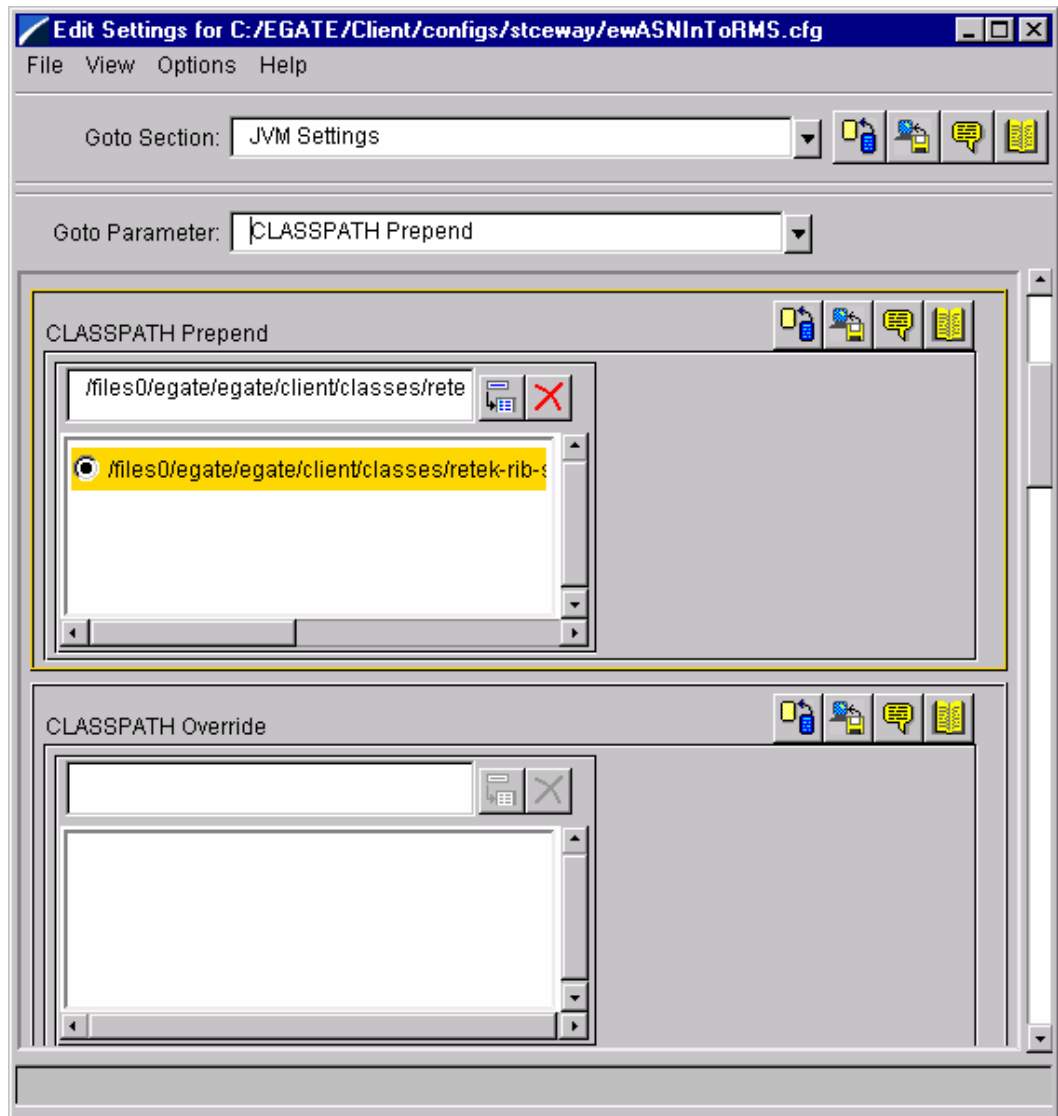 Edit Settings for C:/EGATE/Client/configs/stceway/ewASNInToRMS.cfg
File View Options Help
Goto Section: JVM Settings
Goto Parameter: CLASSPATH Prepend
CLASSPATH Prepend
/files0/egate/egate/client/classes/rete
/files0/egate/egate/client/classes/retek-rib-s
CLASSPATH Override